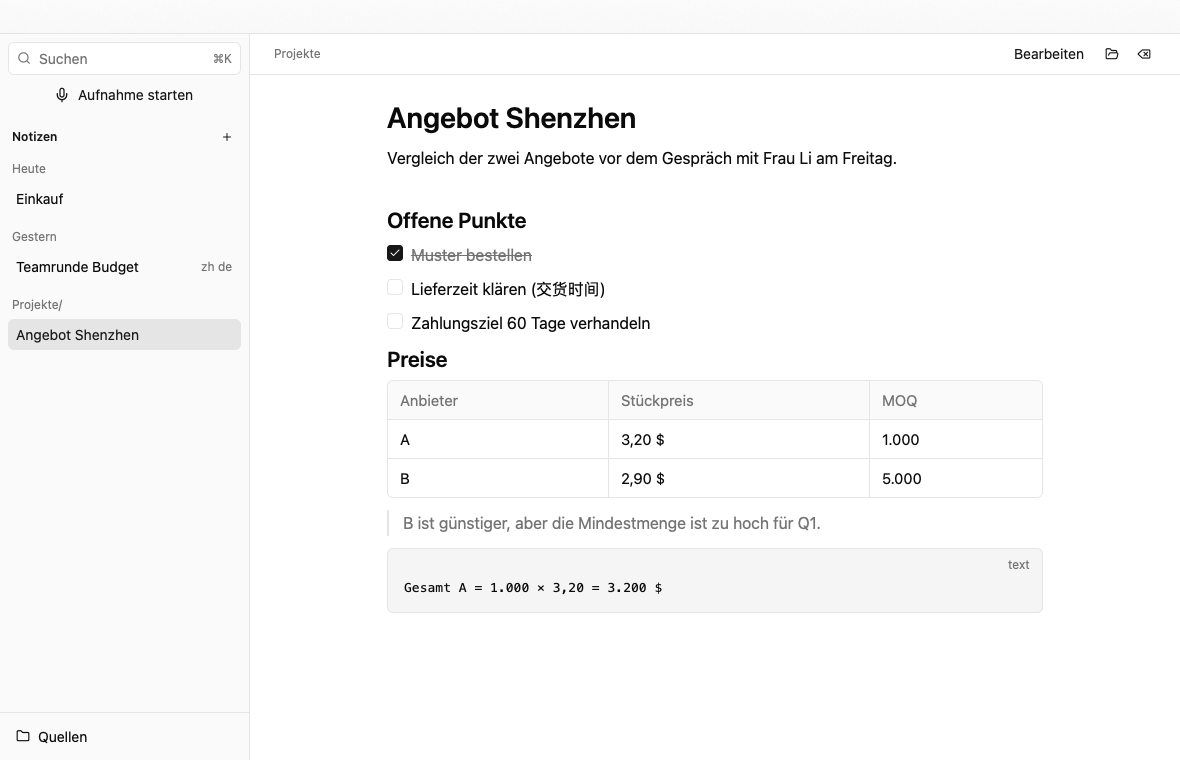 Suchen ⌘K
Aufnahme starten
Notizen +
Heute
Einkauf
Gestern
Teamrunde Budget zh de
Projekte/
Angebot Shenzhen
Quellen
Projekte
Bearbeiten
Angebot Shenzhen
Vergleich der zwei Angebote vor dem Gespräch mit Frau Li am Freitag.
Offene Punkte
Muster bestellen
Lieferzeit klären (交货时间)
Zahlungsziel 60 Tage verhandeln
Preise
Anbieter Stückpreis MOQ
A 3,20 $ 1.000
B 2,90 $ 5.000
B ist günstiger, aber die Mindestmenge ist zu hoch für Q1.
text
Gesamt A = 1.000 × 3,20 = 3.200 $